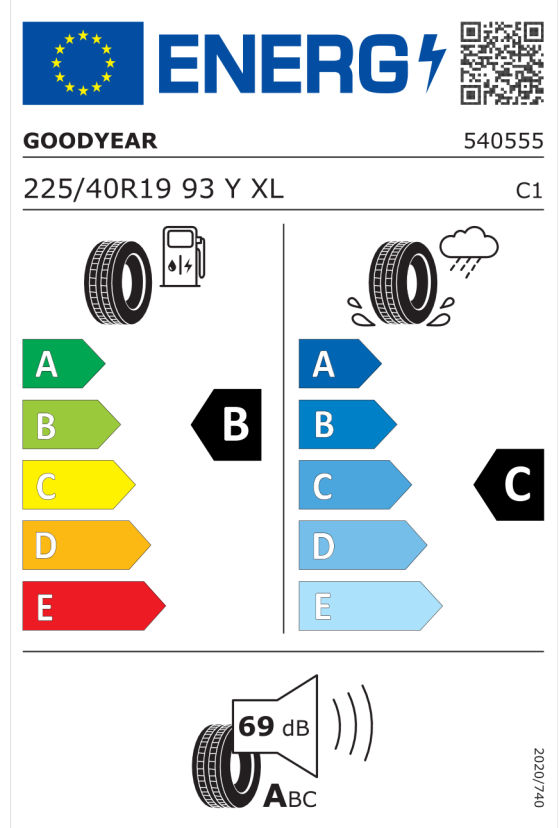 ENERG
GOODYEAR 540555
225/40R19 93 Y XL C1
A A
B B B
C C C
D D
E E
69 dB
ABC
2020/740